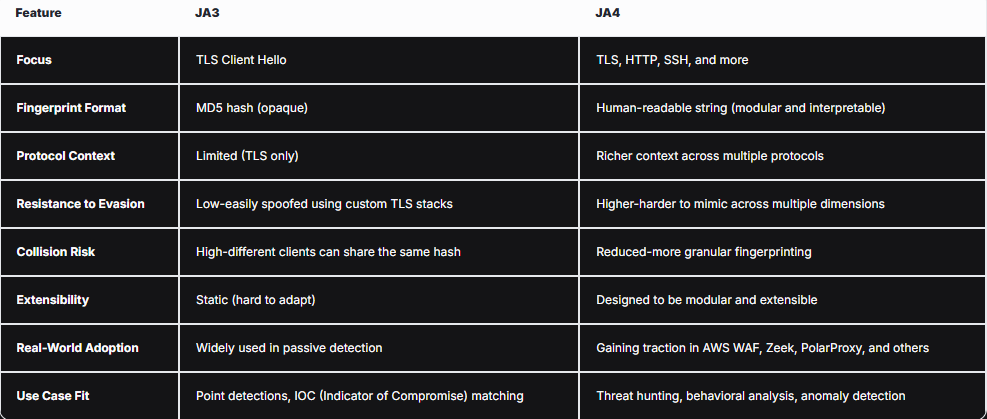 Feature JA3 JA4
Focus TLS Client Hello TLS, HTTP, SSH, and more
Fingerprint Format MD5 hash (opaque) Human-readable string (modular and interpretable)
Protocol Context Limited (TLS only) Richer context across multiple protocols
Resistance to Evasion Low-easily spoofed using custom TLS stacks Higher-harder to mimic across multiple dimensions
Collision Risk High-different clients can share the same hash Reduced-more granular fingerprinting
Extensibility Static (hard to adapt) Designed to be modular and extensible
Real-World Adoption Widely used in passive detection Gaining traction in AWS WAF, Zeek, PolarProxy, and others
Use Case Fit Point detections, IOC (Indicator of Compromise) matching Threat hunting, behavioral analysis, anomaly detection